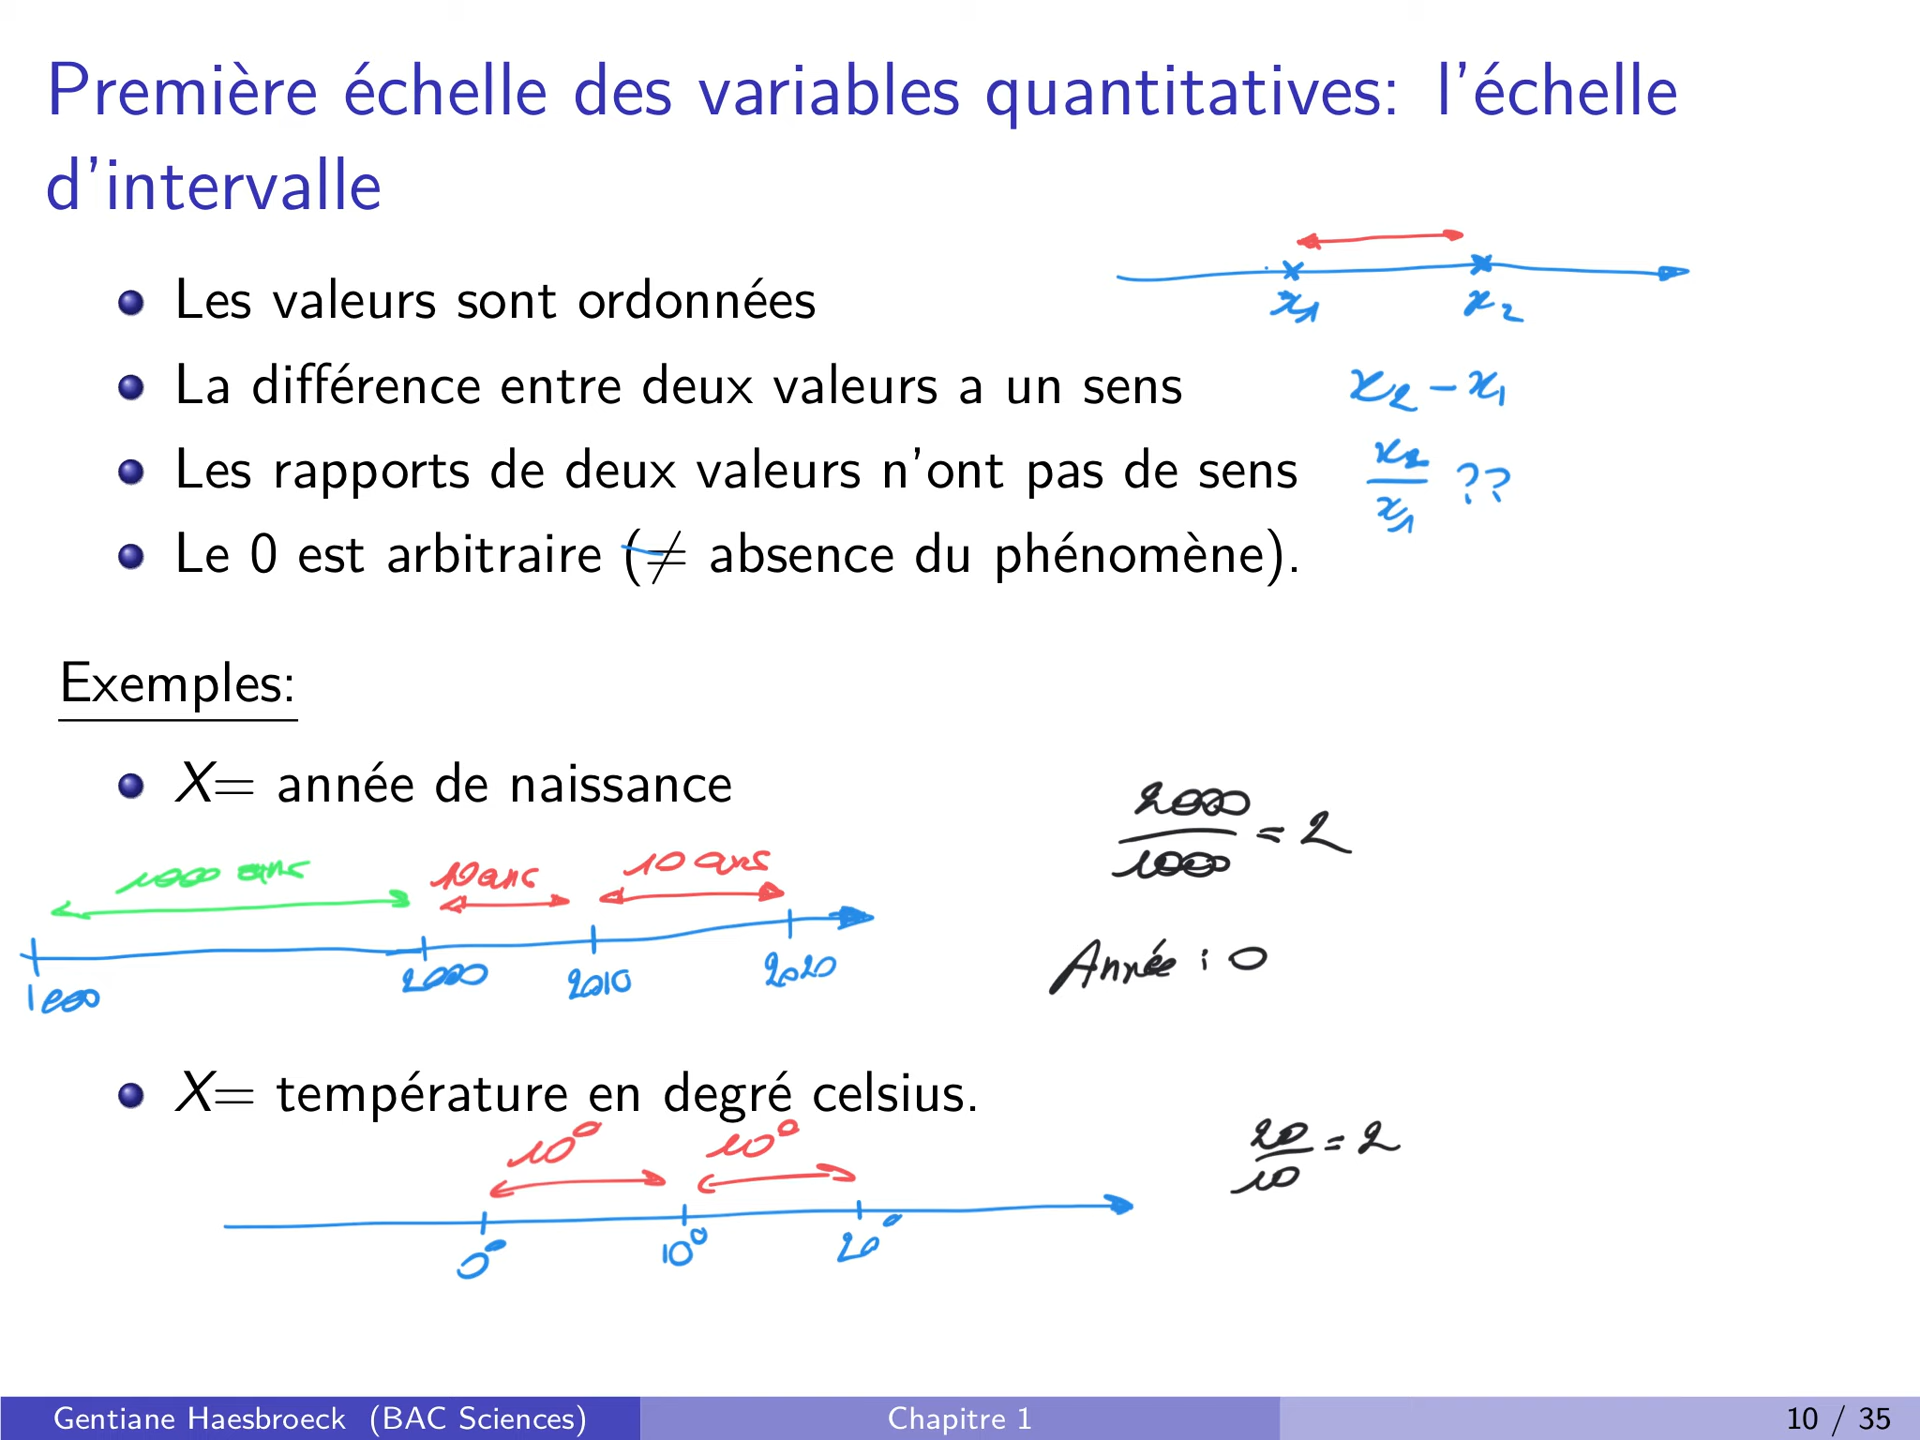 Première échelle des variables quantitatives: l'échelle
d'intervalle
x₁ x₂
Les valeurs sont ordonnées
La différence entre deux valeurs a un sens x₂ - x₁
Les rapports de deux valeurs n'ont pas de sens x₂/x₁ ??
Le 0 est arbitraire (≠ absence du phénomène).
Exemples:
X= année de naissance
2000/1000 = 2
1000 ans 10 ans 10 ans
1000 2000 2010 2020
Année : 0
X= température en degré celsius.
10° 10°
20/10 = 2
0° 10° 20°
Gentiane Haesbroeck (BAC Sciences) Chapitre 1 10 / 35